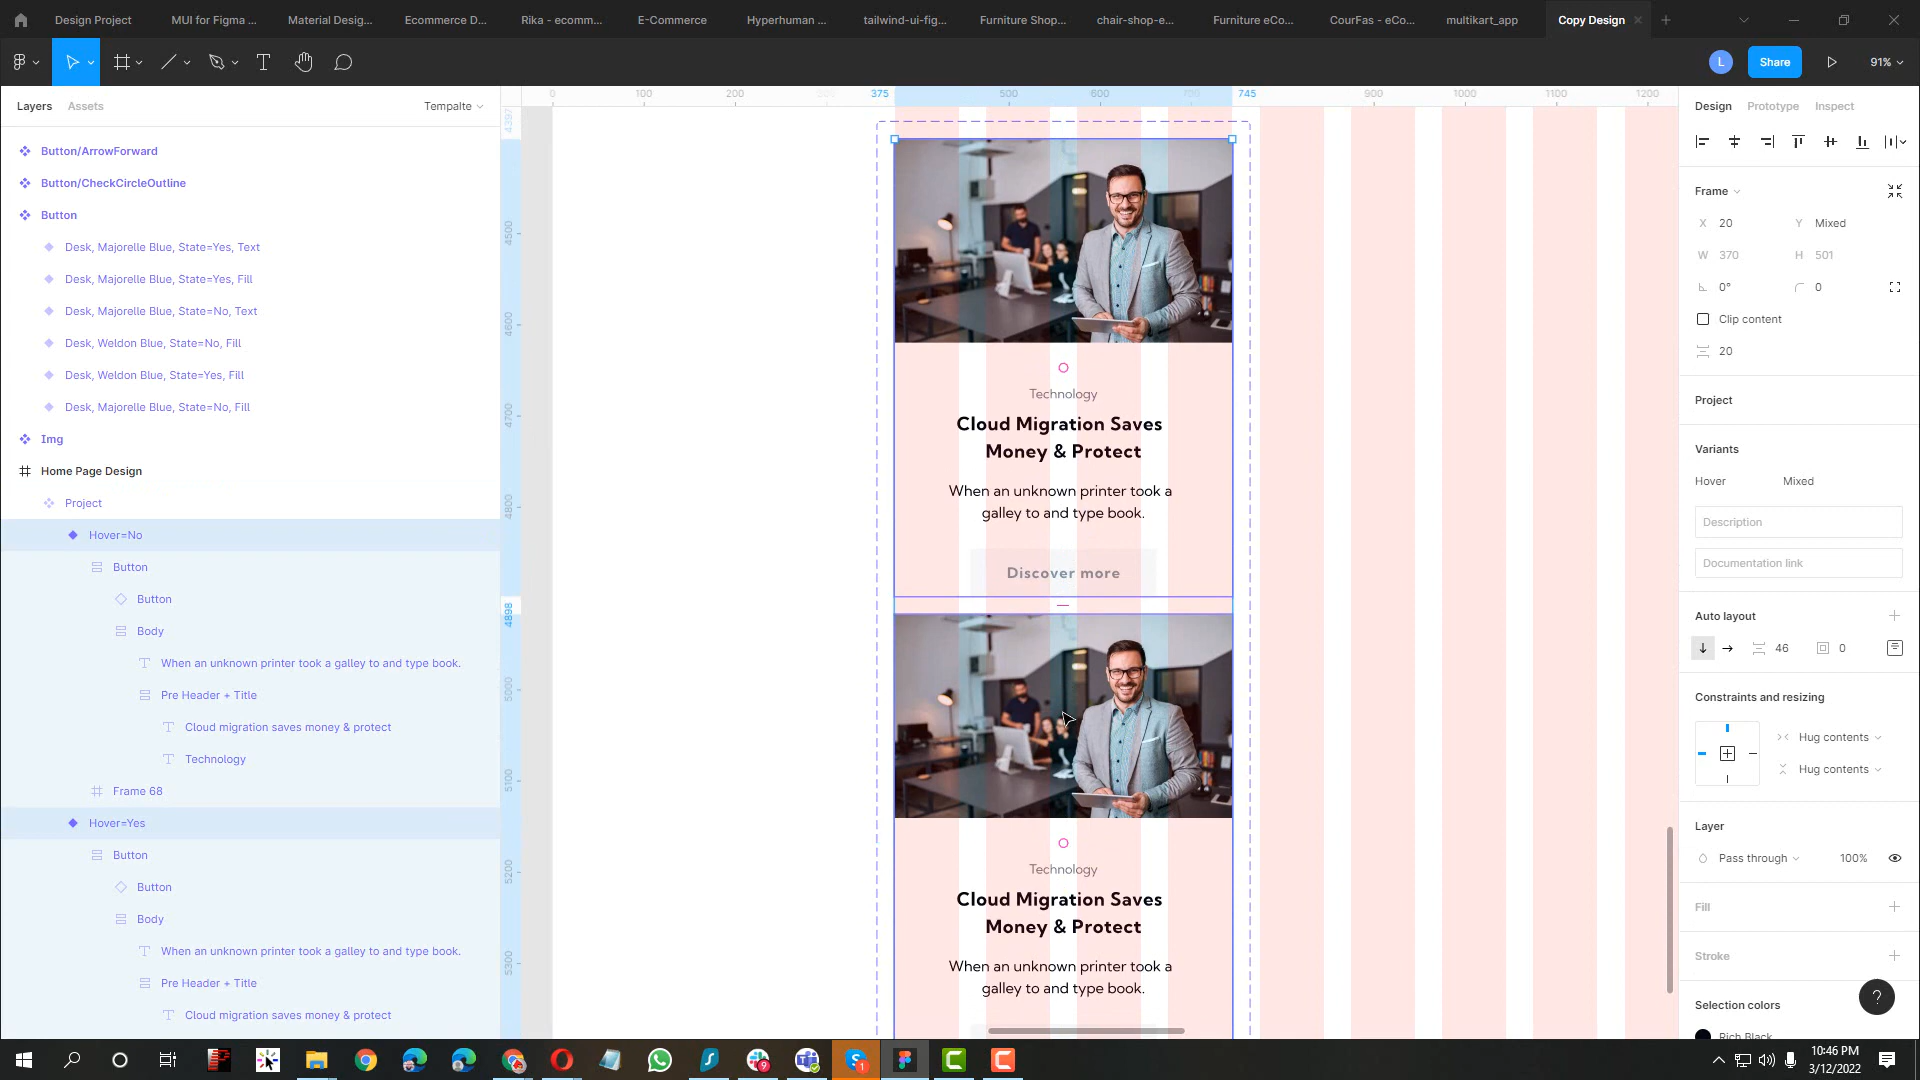 Design Project
MUI for Figma ...
Material Desig...
Ecommerce D...
Rika - ecomm...
E-Commerce
Hyperhuman ...
tailwind-ui-fig...
Furniture Shop...
chair-shop-e...
Furniture eCo...
CourFas - eCo...
multikart_app
Copy Design
L
Share
91%
Layers
Assets
Tempalte
Button/ArrowForward
Button/CheckCircleOutline
Button
Desk, Majorelle Blue, State=Yes, Text
Desk, Majorelle Blue, State=Yes, Fill
Desk, Majorelle Blue, State=No, Text
Desk, Weldon Blue, State=No, Fill
Desk, Weldon Blue, State=Yes, Fill
Desk, Majorelle Blue, State=No, Fill
Img
Home Page Design
Project
Hover=No
Button
Button
Body
When an unknown printer took a galley to and type book.
Pre Header + Title
Cloud migration saves money & protect
Technology
Frame 68
Hover=Yes
Button
Button
Body
When an unknown printer took a galley to and type book.
Pre Header + Title
Cloud migration saves money & protect
0
100
200
375
500
600
700
745
900
1000
1100
1200
4397
4500
4600
4700
4800
4898
5000
5100
5200
5300
Technology
Cloud Migration Saves
Money & Protect
When an unknown printer took a
galley to and type book.
Discover more
Technology
Cloud Migration Saves
Money & Protect
When an unknown printer took a
galley to and type book.
Design
Prototype
Inspect
Frame
X 20
Y Mixed
W 370
H 501
0°
0
Clip content
20
Project
Variants
Hover
Mixed
Description
Documentation link
Auto layout
46
0
Constraints and resizing
Hug contents
Hug contents
Layer
Pass through
100%
Fill
Stroke
Selection colors
Rich Black
?
9
1
10:46 PM
3/12/2022